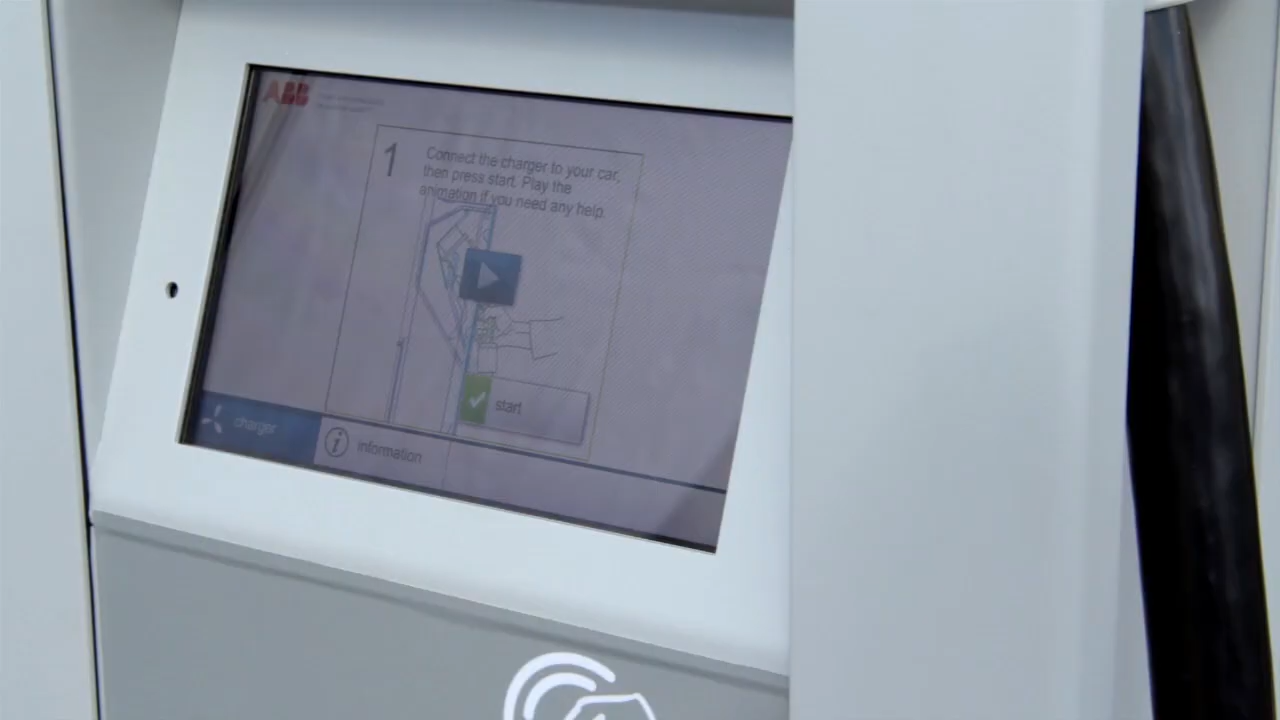 ABB
1
Connect the charger to your car,
then press start. Play the
animation if you need any help.
start
charger
information